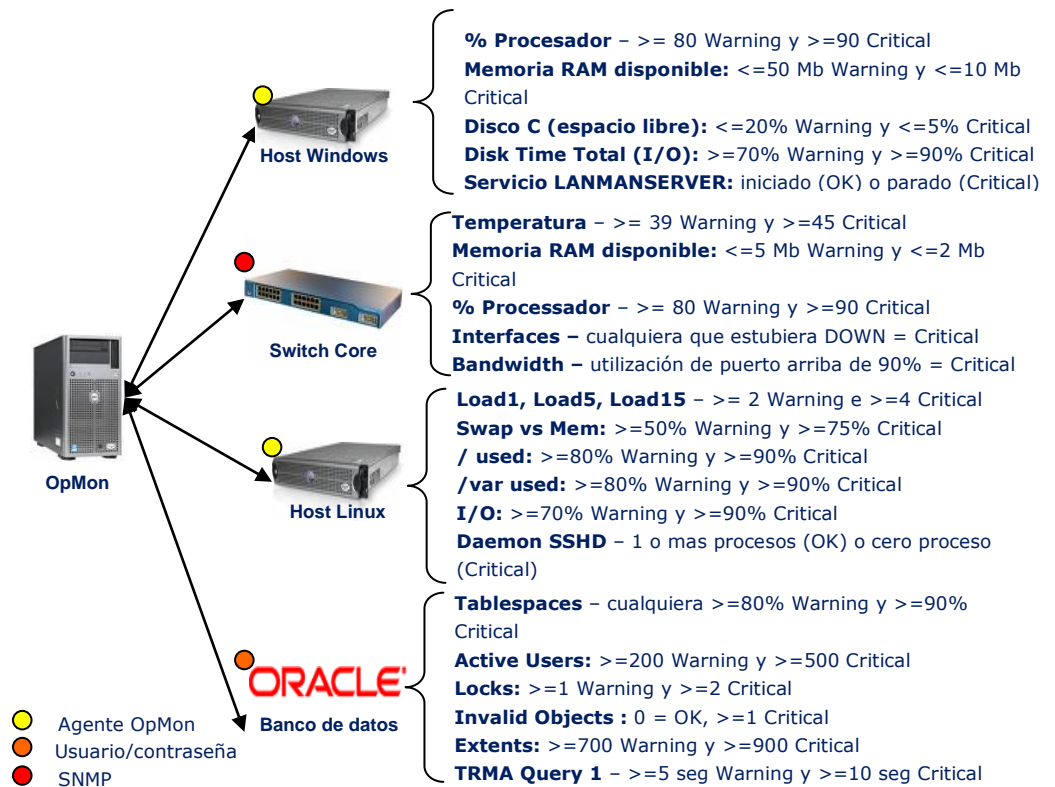 % Procesador – >= 80 Warning y >=90 Critical
Memoria RAM disponible: <=50 Mb Warning y <=10 Mb
Critical
Disco C (espacio libre): <=20% Warning y <=5% Critical
Disk Time Total (I/O): >=70% Warning y >=90% Critical
Servicio LANMANSERVER: iniciado (OK) o parado (Critical)
Host Windows
Temperatura – >= 39 Warning y >=45 Critical
Memoria RAM disponible: <=5 Mb Warning y <=2 Mb
Critical
% Processador – >= 80 Warning y >=90 Critical
Interfaces – cualquiera que estubiera DOWN = Critical
Bandwidth – utilización de puerto arriba de 90% = Critical
Switch Core
OpMon
Load1, Load5, Load15 – >= 2 Warning e >=4 Critical
Swap vs Mem: >=50% Warning y >=75% Critical
/ used: >=80% Warning y >=90% Critical
/var used: >=80% Warning y >=90% Critical
I/O: >=70% Warning y >=90% Critical
Daemon SSHD – 1 o mas procesos (OK) o cero proceso
(Critical)
Host Linux
Tablespaces – cualquiera >=80% Warning y >=90%
Critical
Active Users: >=200 Warning y >=500 Critical
Locks: >=1 Warning y >=2 Critical
Invalid Objects : 0 = OK, >=1 Critical
Extents: >=700 Warning y >=900 Critical
TRMA Query 1 – >=5 seg Warning y >=10 seg Critical
ORACLE
Banco de datos
Agente OpMon
Usuario/contraseña
SNMP